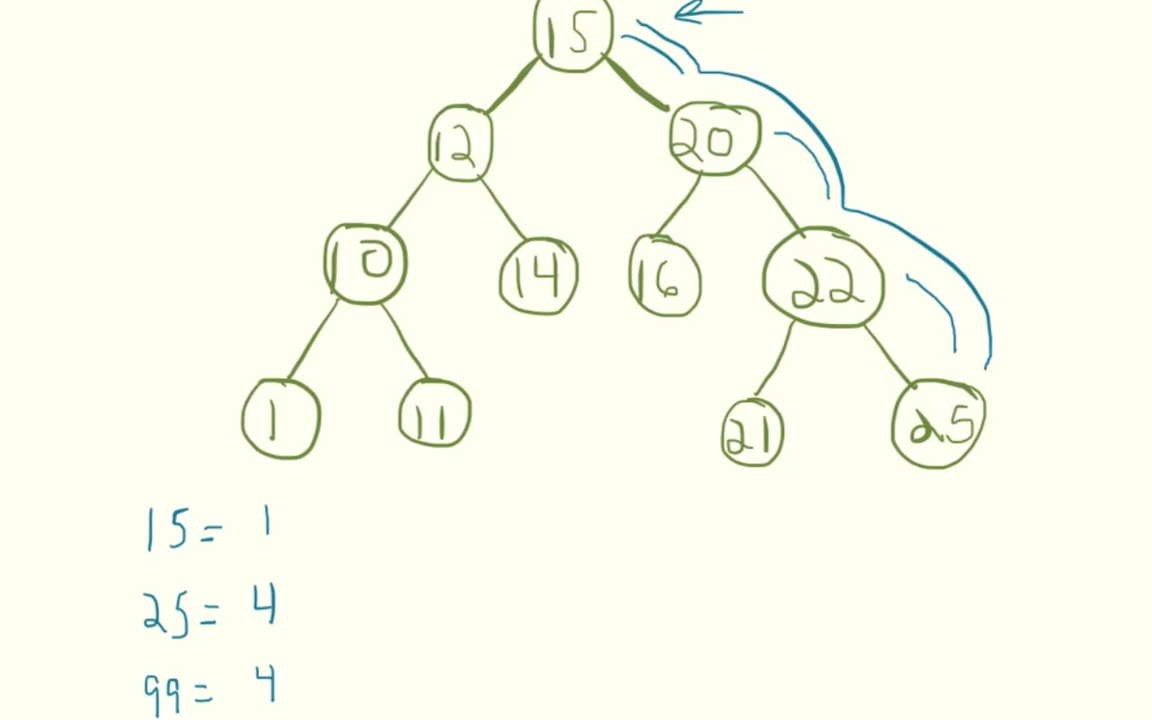 15
12 20
10 14 16 22
1 11 21 25
15 = 1
25 = 4
99 = 4